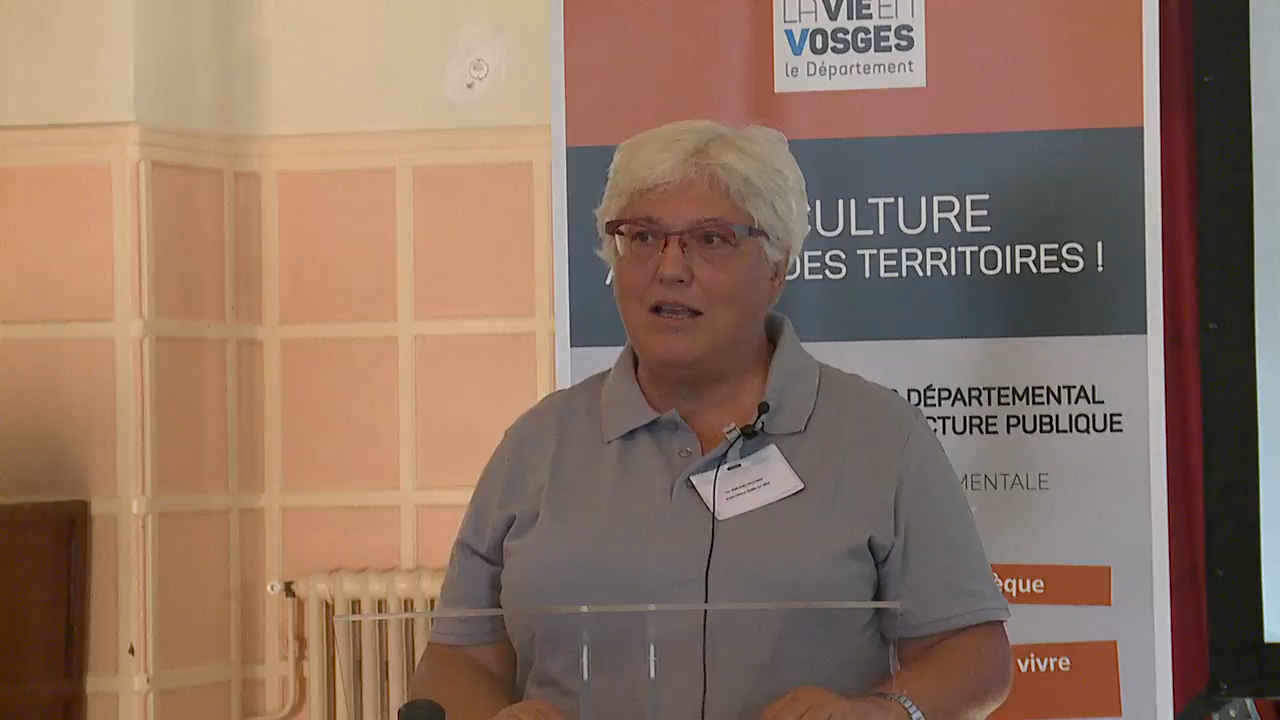 LA VIE EN
VOSGES
le Département
CULTURE
DES TERRITOIRES !
DÉPARTEMENTAL
CTURE PUBLIQUE
MENTALE
èque
vivre